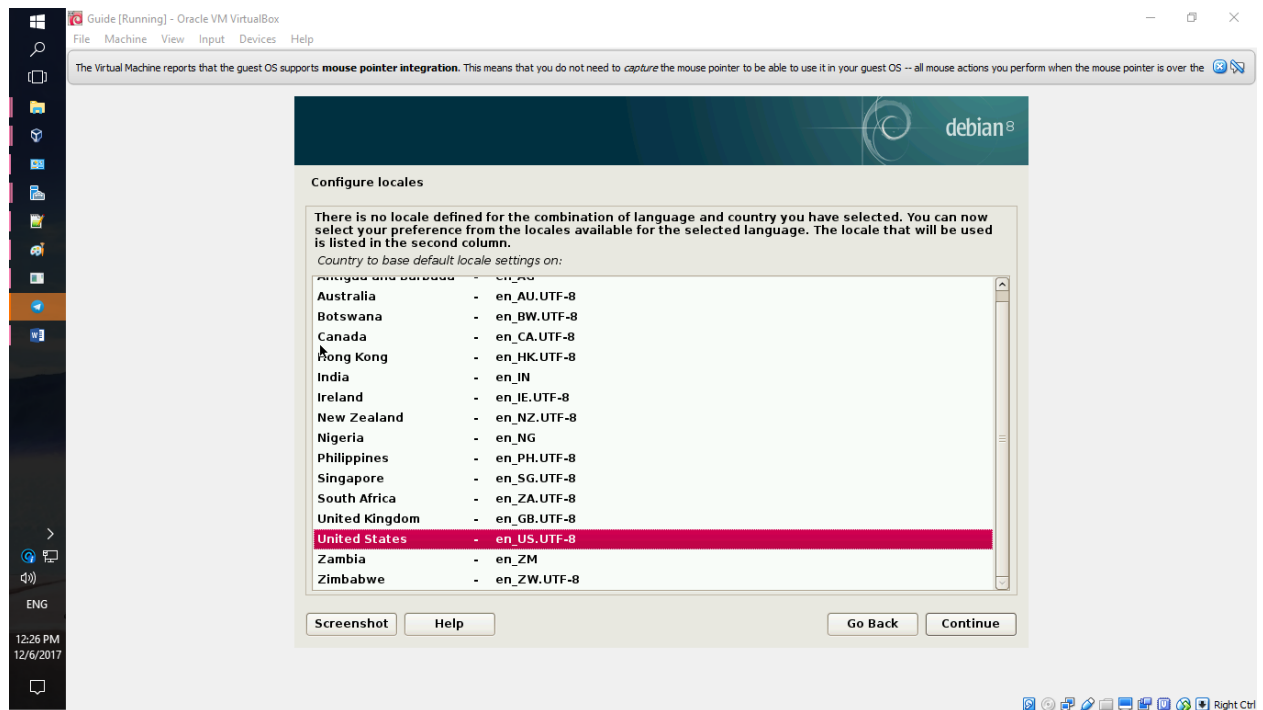 Guide [Running] - Oracle VM VirtualBox
File Machine View Input Devices Help
The Virtual Machine reports that the guest OS supports mouse pointer integration. This means that you do not need to capture the mouse pointer to be able to use it in your guest OS -- all mouse actions you perform when the mouse pointer is over the
debian 8
Configure locales
There is no locale defined for the combination of language and country you have selected. You can now
select your preference from the locales available for the selected language. The locale that will be used
is listed in the second column.
Country to base default locale settings on:
Antigua and Barbuda - en_AG
Australia - en_AU.UTF-8
Botswana - en_BW.UTF-8
Canada - en_CA.UTF-8
Hong Kong - en_HK.UTF-8
India - en_IN
Ireland - en_IE.UTF-8
New Zealand - en_NZ.UTF-8
Nigeria - en_NG
Philippines - en_PH.UTF-8
Singapore - en_SG.UTF-8
South Africa - en_ZA.UTF-8
United Kingdom - en_GB.UTF-8
United States - en_US.UTF-8
Zambia - en_ZM
Zimbabwe - en_ZW.UTF-8
Screenshot Help Go Back Continue
ENG
12:26 PM
12/6/2017
Right Ctrl